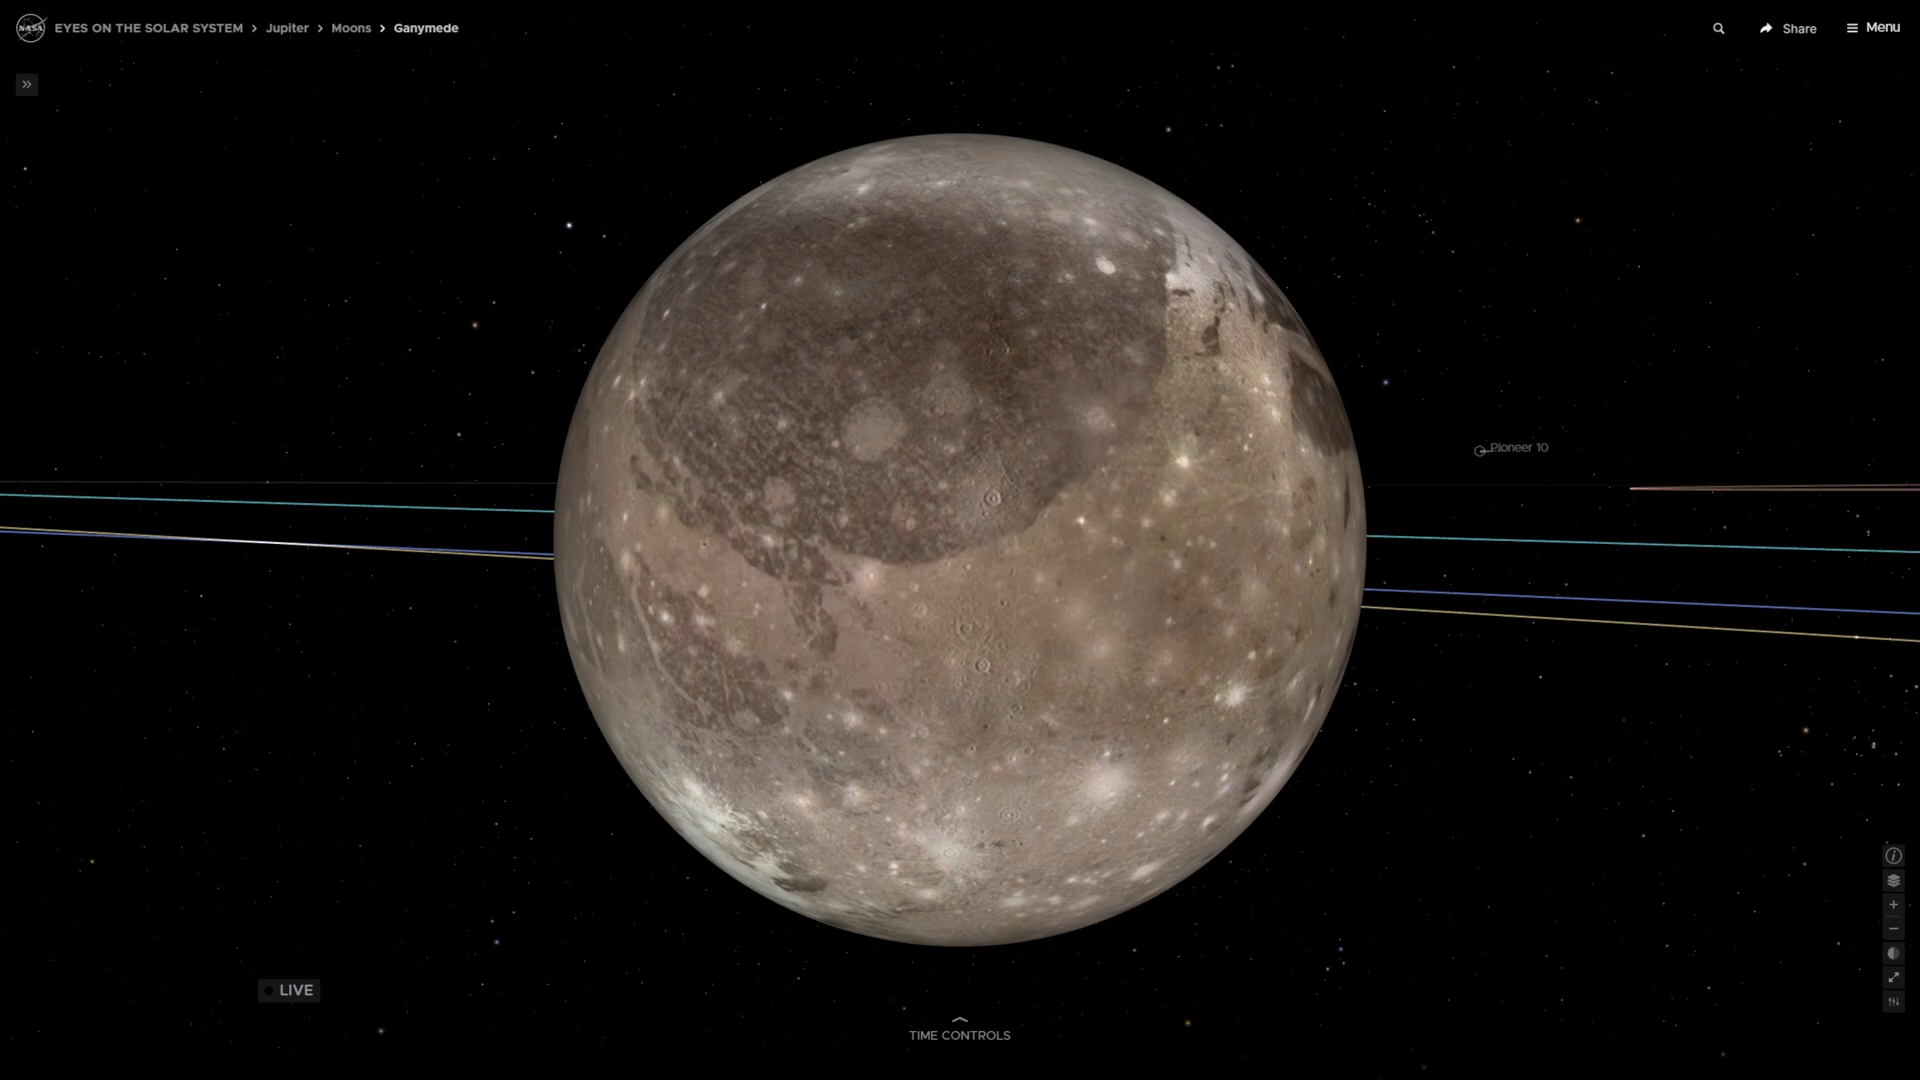 NASA
EYES ON THE SOLAR SYSTEM › Jupiter › Moons › Ganymede
Share
Menu
Pioneer 10
LIVE
TIME CONTROLS